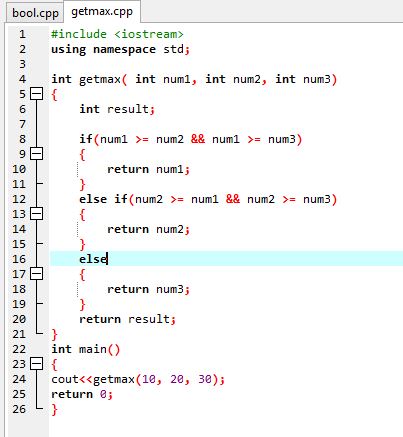 bool.cpp getmax.cpp
1 #include <iostream>
2 using namespace std;
3
4 int getmax( int num1, int num2, int num3)
5 {
6 int result;
7
8 if(num1 >= num2 && num1 >= num3)
9 {
10 return num1;
11 }
12 else if(num2 >= num1 && num2 >= num3)
13 {
14 return num2;
15 }
16 else
17 {
18 return num3;
19 }
20 return result;
21 }
22 int main()
23 {
24 cout<<getmax(10, 20, 30);
25 return 0;
26 }